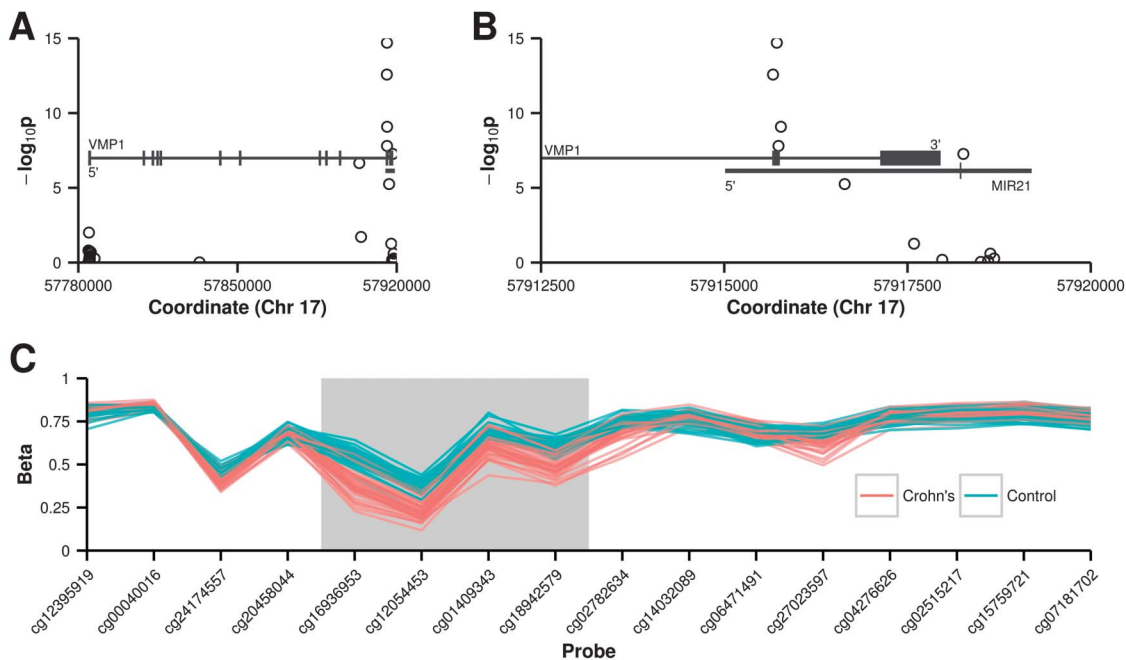 A
15
10
5
0
−log10p
VMP1
5'
57780000
57850000
57920000
Coordinate (Chr 17)
B
15
10
5
0
−log10p
VMP1
3'
5'
MIR21
57912500
57915000
57917500
57920000
Coordinate (Chr 17)
C
1
0.75
0.5
0.25
0
Beta
Crohn's
Control
cg12395919
cg00040016
cg24174557
cg20458044
cg16936953
cg12054453
cg01409343
cg18942579
cg02782634
cg14032089
cg06471491
cg27023597
cg04276626
cg02515217
cg15759721
cg07181702
Probe